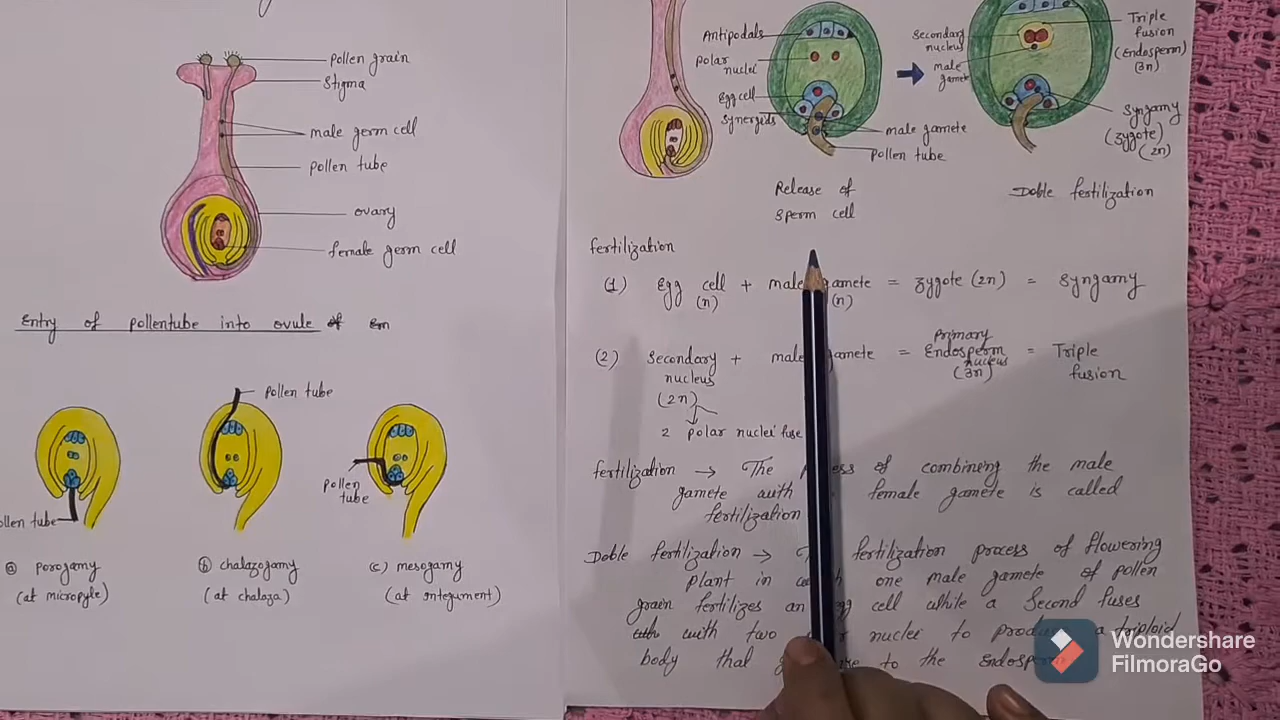 Pollen grain
Stigma
male germ cell
pollen tube
ovary
female germ cell
Entry of pollentube into ovule of em
pollen tube
pollen tube
ollen tube
(a) porogamy
(at micropyle)
(b) chalazogamy
(at chalaza)
(c) mesogamy
(at integument)
Antipodals
polar nuclei
Egg cell
Synergids
male gamete
pollen tube
Release of
sperm cell
Secondary
nucleus
male
gamete
Triple
fusion
(Endosperm)
(3n)
Syngamy
(zygote)
(2n)
Doble fertilization
fertilization
(1) Egg cell + male gamete = zygote (2n) = Syngamy
(n) (n)
(2) Secondary nucleus + male gamete = Primary Endosperm nucleus = Triple fusion
(2n) (3n)
2 polar nuclei fuse
fertilization → The of combining the male
gamete with female gamete is called
fertilization
Doble fertilization → fertilization process of flowering
plant in one male gamete of pollen
grain fertilizes an while a Second fuses
with two nuclei to a triploid
body that to the
Wondershare
FilmoraGo